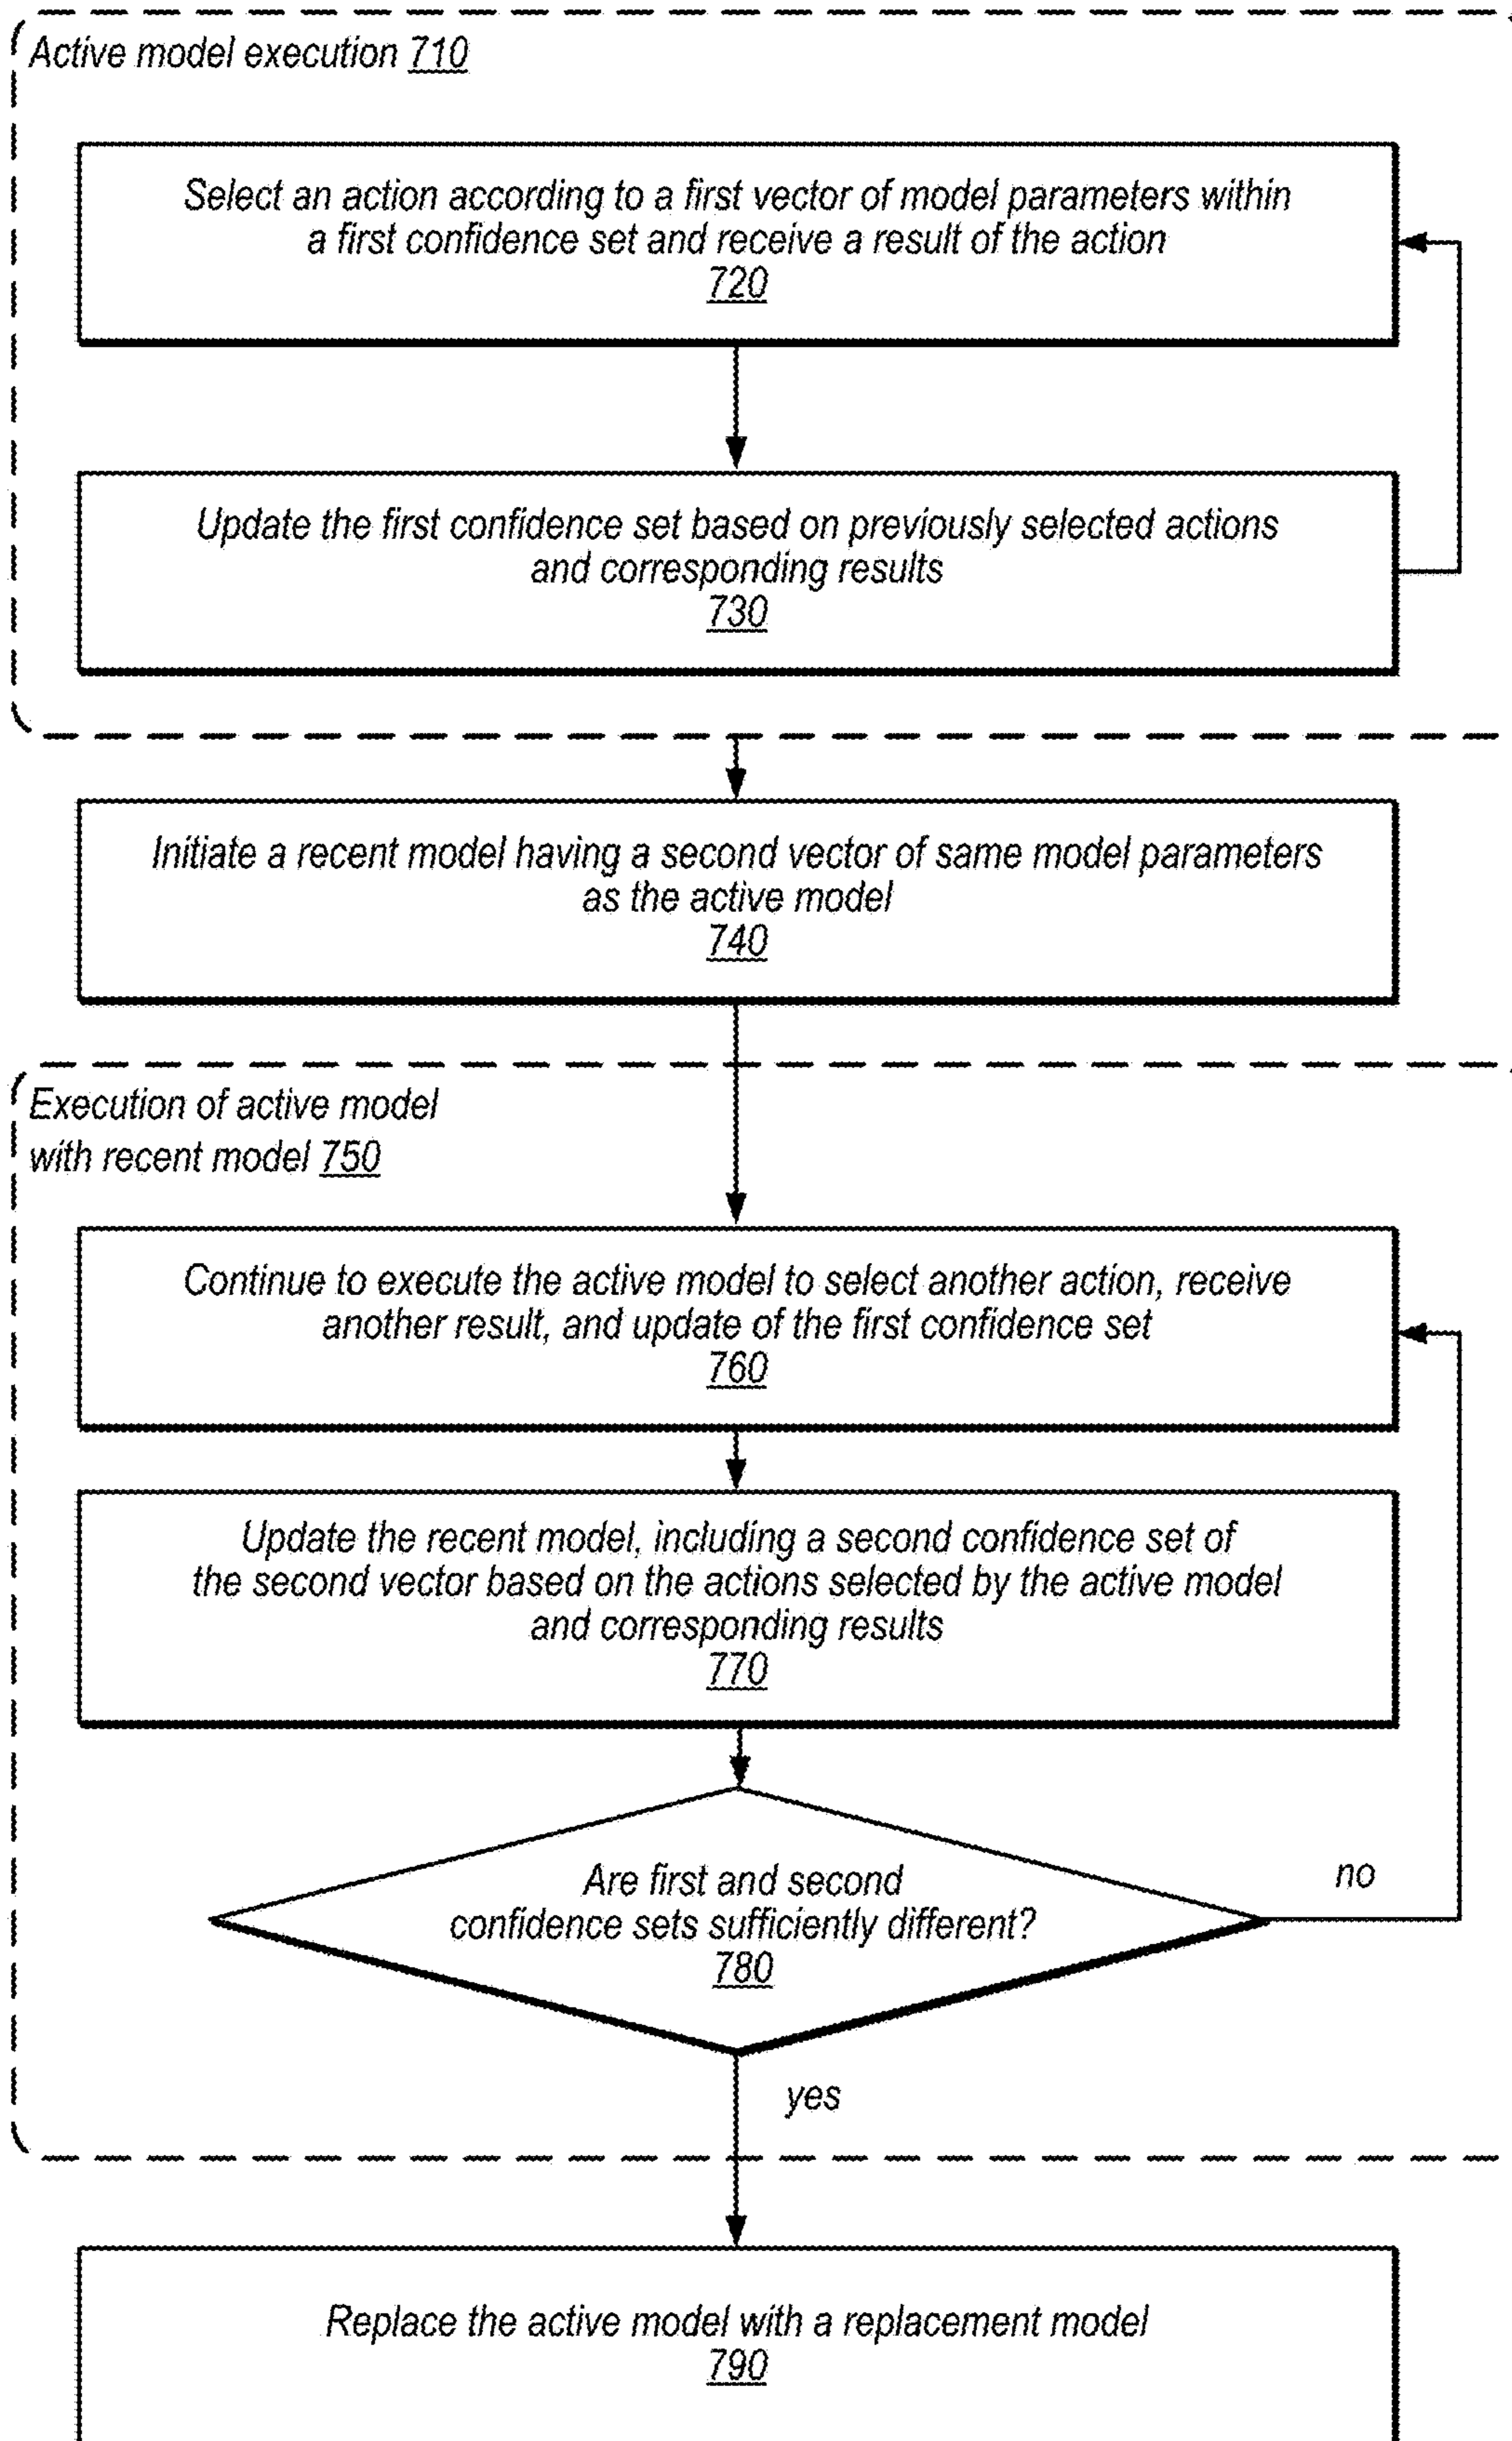 Active model execution 710
Select an action according to a first vector of model parameters within
a first confidence set and receive a result of the action
720
Update the first confidence set based on previously selected actions
and corresponding results
730
Initiate a recent model having a second vector of same model parameters
as the active model
740
Execution of active model
with recent model 750
Continue to execute the active model to select another action, receive
another result, and update of the first confidence set
760
Update the recent model, including a second confidence set of
the second vector based on the actions selected by the active model
and corresponding results
770
Are first and second
confidence sets sufficiently different?
780
no
yes
Replace the active model with a replacement model
790